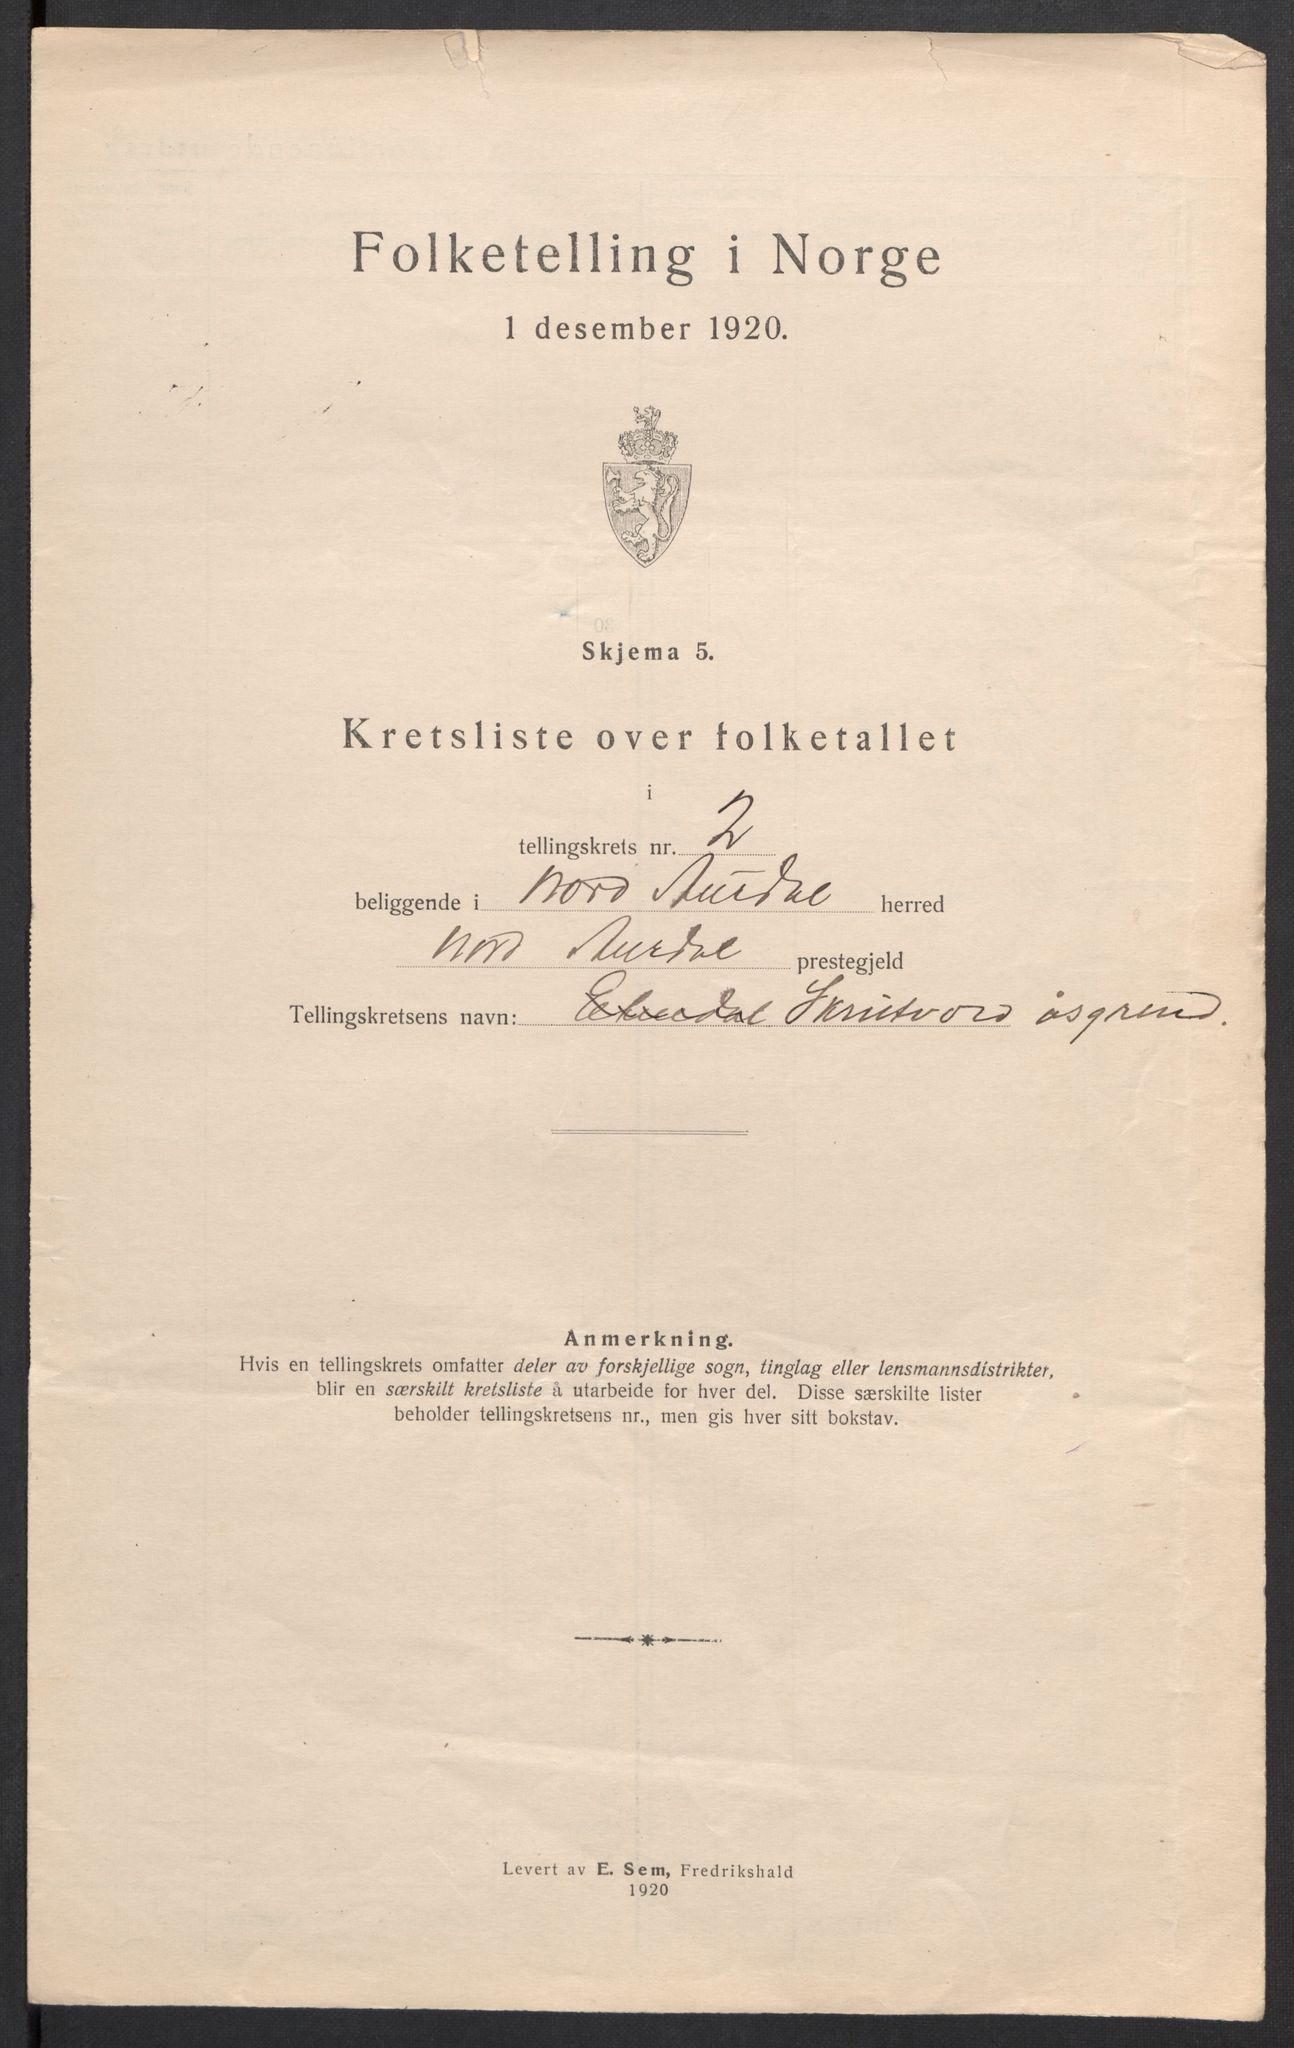 Folketelling i Norge
1 desember 1920.
Skjema 5.
Kretsliste over folketallet
i
tellingskrets nr. 2
beliggende i Nord Aurdal herred
Nord Aurdal prestegjeld
Tellingskretsens navn: Skrutvord åsgrend.
Anmerkning.
Hvis en tellingskrets omfatter deler av forskjellige sogn, tinglag eller lensmannsdistrikter,
blir en særskilt kretsliste å utarbeide for hver del. Disse særskilte lister
beholder tellingskretsens nr., men gis hver sitt bokstav.
Levert av E. Sem, Fredrikshald
1920